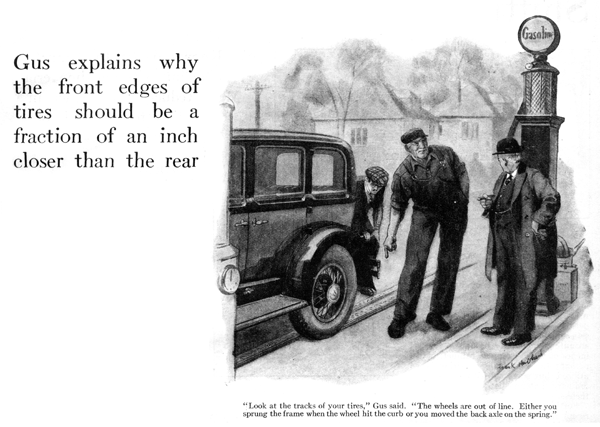 Gus explains why
the front edges of
tires should be a
fraction of an inch
closer than the rear
Gasoline
"Look at the tracks of your tires," Gus said. "The wheels are out of line. Either you
sprung the frame when the wheel hit the curb or you moved the back axle on the spring."